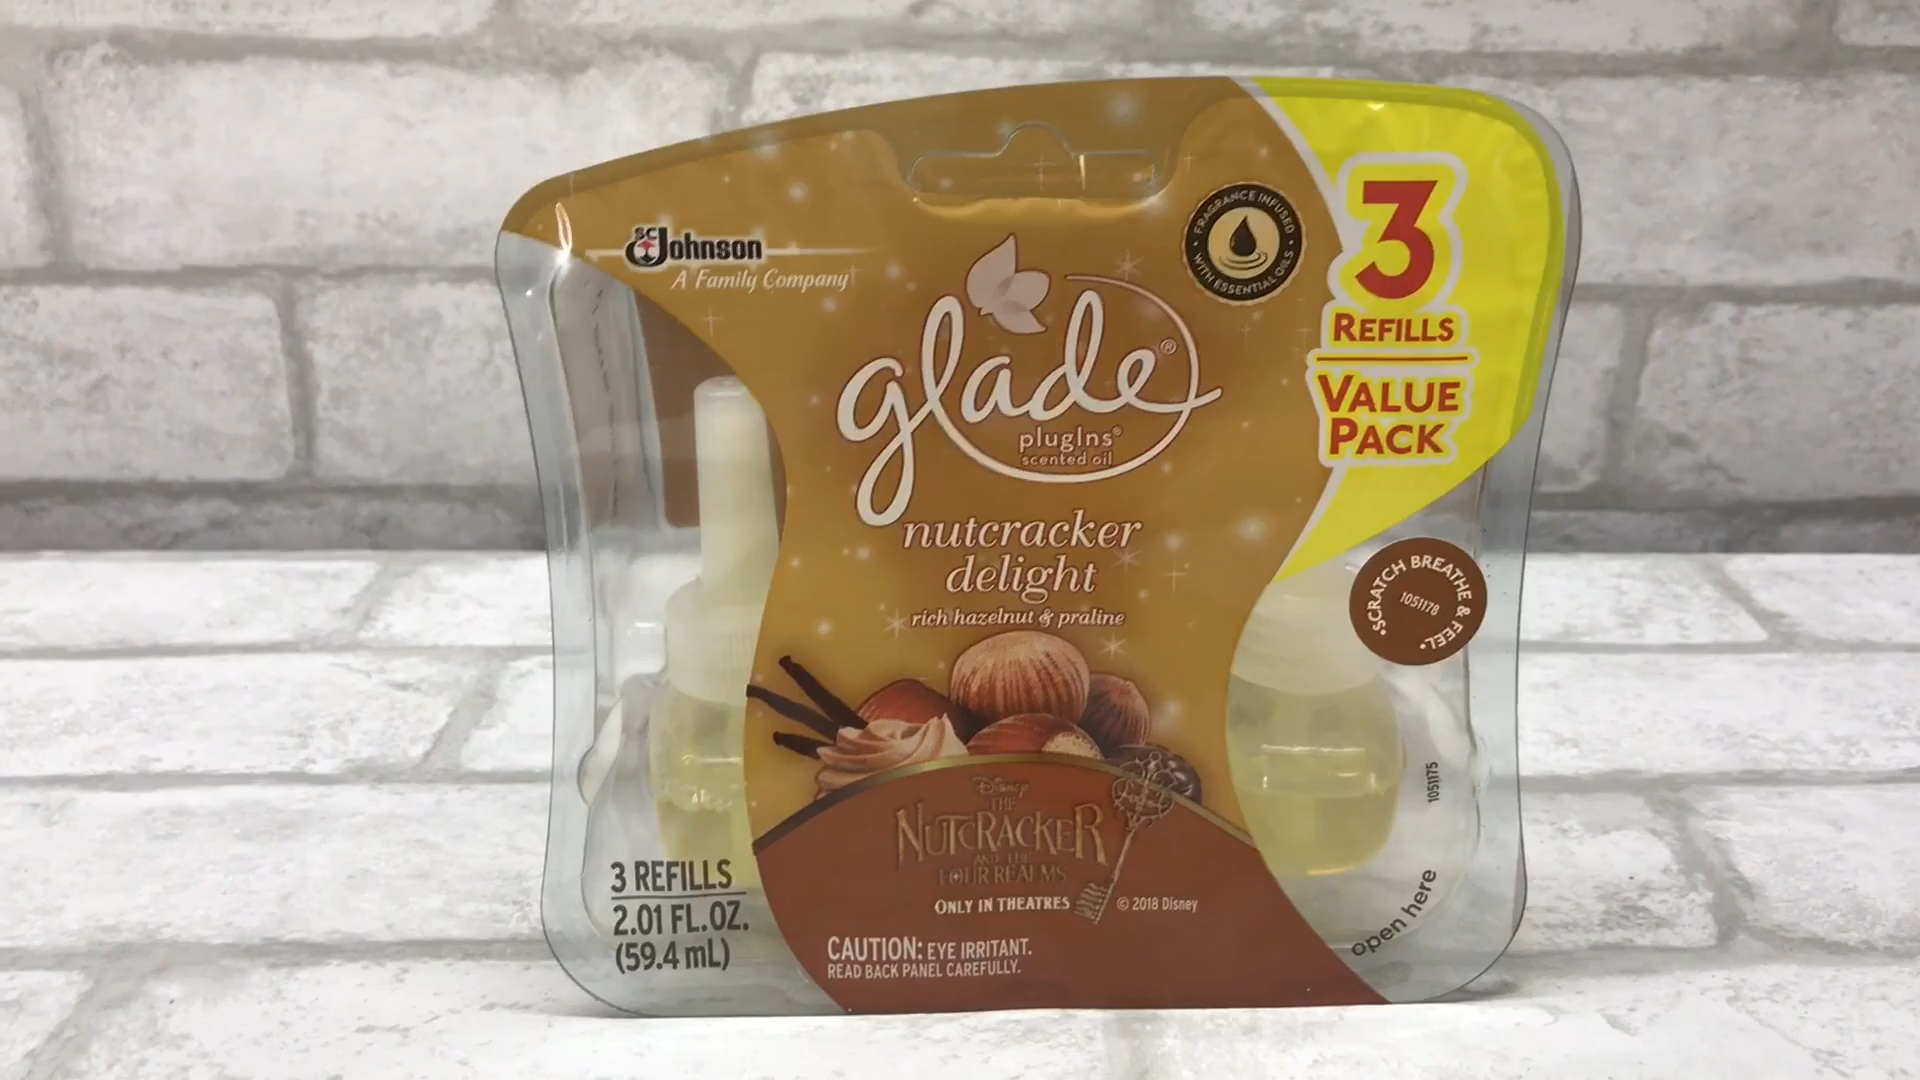 SC Johnson
A Family Company
FRAGRANCE INFUSED
• WITH ESSENTIAL OILS •
3
REFILLS
VALUE
PACK
glade®
plugIns®
scented oil
nutcracker
delight
rich hazelnut & praline
•SCRATCH BREATHE & FEEL•
1051178
1051175
Disney
THE
NUTCRACKER
AND THE
FOUR REALMS
ONLY IN THEATRES
© 2018 Disney
3 REFILLS
2.01 FL. OZ.
(59.4 mL)
CAUTION: EYE IRRITANT.
READ BACK PANEL CAREFULLY.
open here